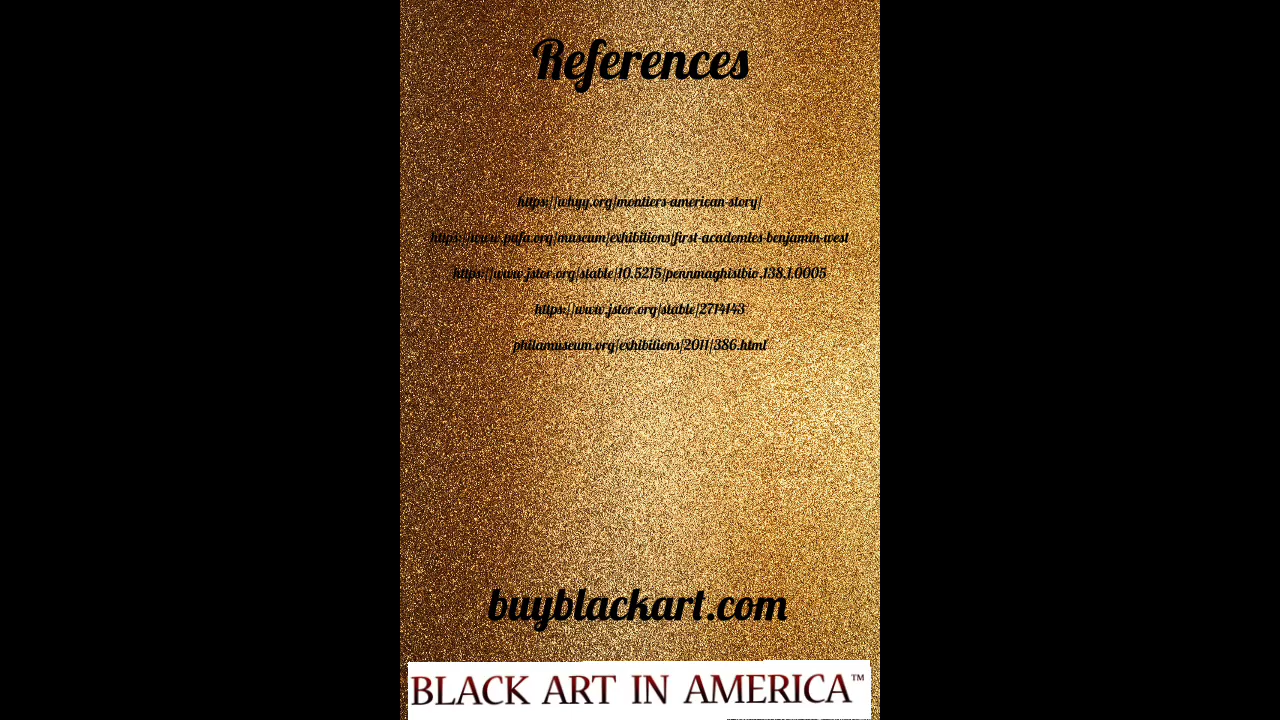 References
https://whyy.org/montiers-american-story/
https://www.pafa.org/museum/exhibitions/first-academies-benjamin-west
https://www.jstor.org/stable/10.5215/pennmaghistbio.138.1.0005
https://www.jstor.org/stable/2714143
philamuseum.org/exhibitions/2011/386.html
buyblackart.com
BLACK ART IN AMERICA™